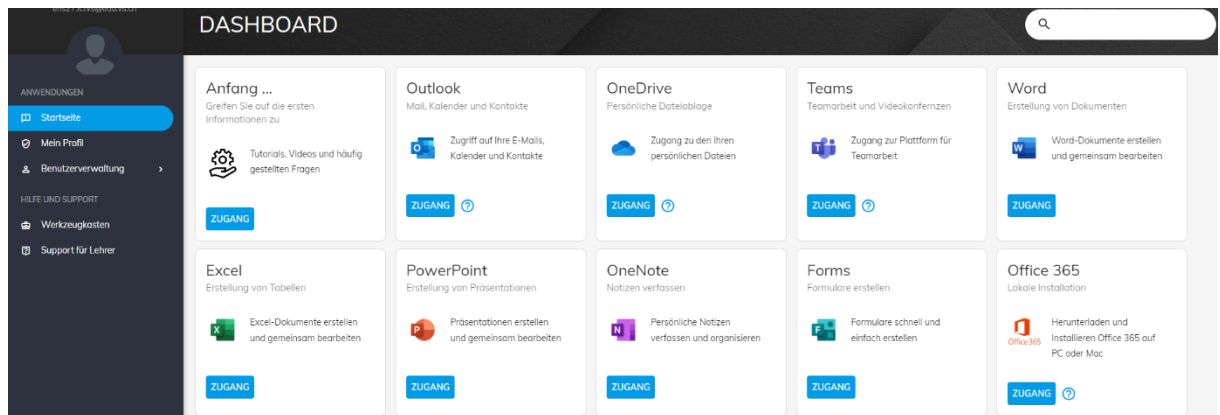 DASHBOARD
ANWENDUNGEN
Startseite
Mein Profil
Benutzerverwaltung
HILFE UND SUPPORT
Werkzeugkasten
Support für Lehrer
Anfang ...
Greifen Sie auf die ersten
Informationen zu
Tutorials, Videos und häufig
gestellten Fragen
ZUGANG
Outlook
Mail, Kalender und Kontakte
Zugriff auf Ihre E-Mails,
Kalender und Kontakte
ZUGANG
OneDrive
Persönliche Dateiablage
Zugang zu den Ihren
persönlichen Dateien
ZUGANG
Teams
Teamarbeit und Videokonfernzen
Zugang zur Plattform für
Teamarbeit
ZUGANG
Word
Erstellung von Dokumenten
Word-Dokumente erstellen
und gemeinsam bearbeiten
ZUGANG
Excel
Erstellung von Tabellen
Excel-Dokumente erstellen
und gemeinsam bearbeiten
ZUGANG
PowerPoint
Erstellung von Präsentationen
Präsentationen erstellen
und gemeinsam bearbeiten
ZUGANG
OneNote
Notizen verfassen
Persönliche Notizen
verfassen und organisieren
ZUGANG
Forms
Formulare erstellen
Formulare schnell und
einfach erstellen
ZUGANG
Office 365
Lokale Installation
Office 365
Herunterladen und
Installieren Office 365 auf
PC oder Mac
ZUGANG